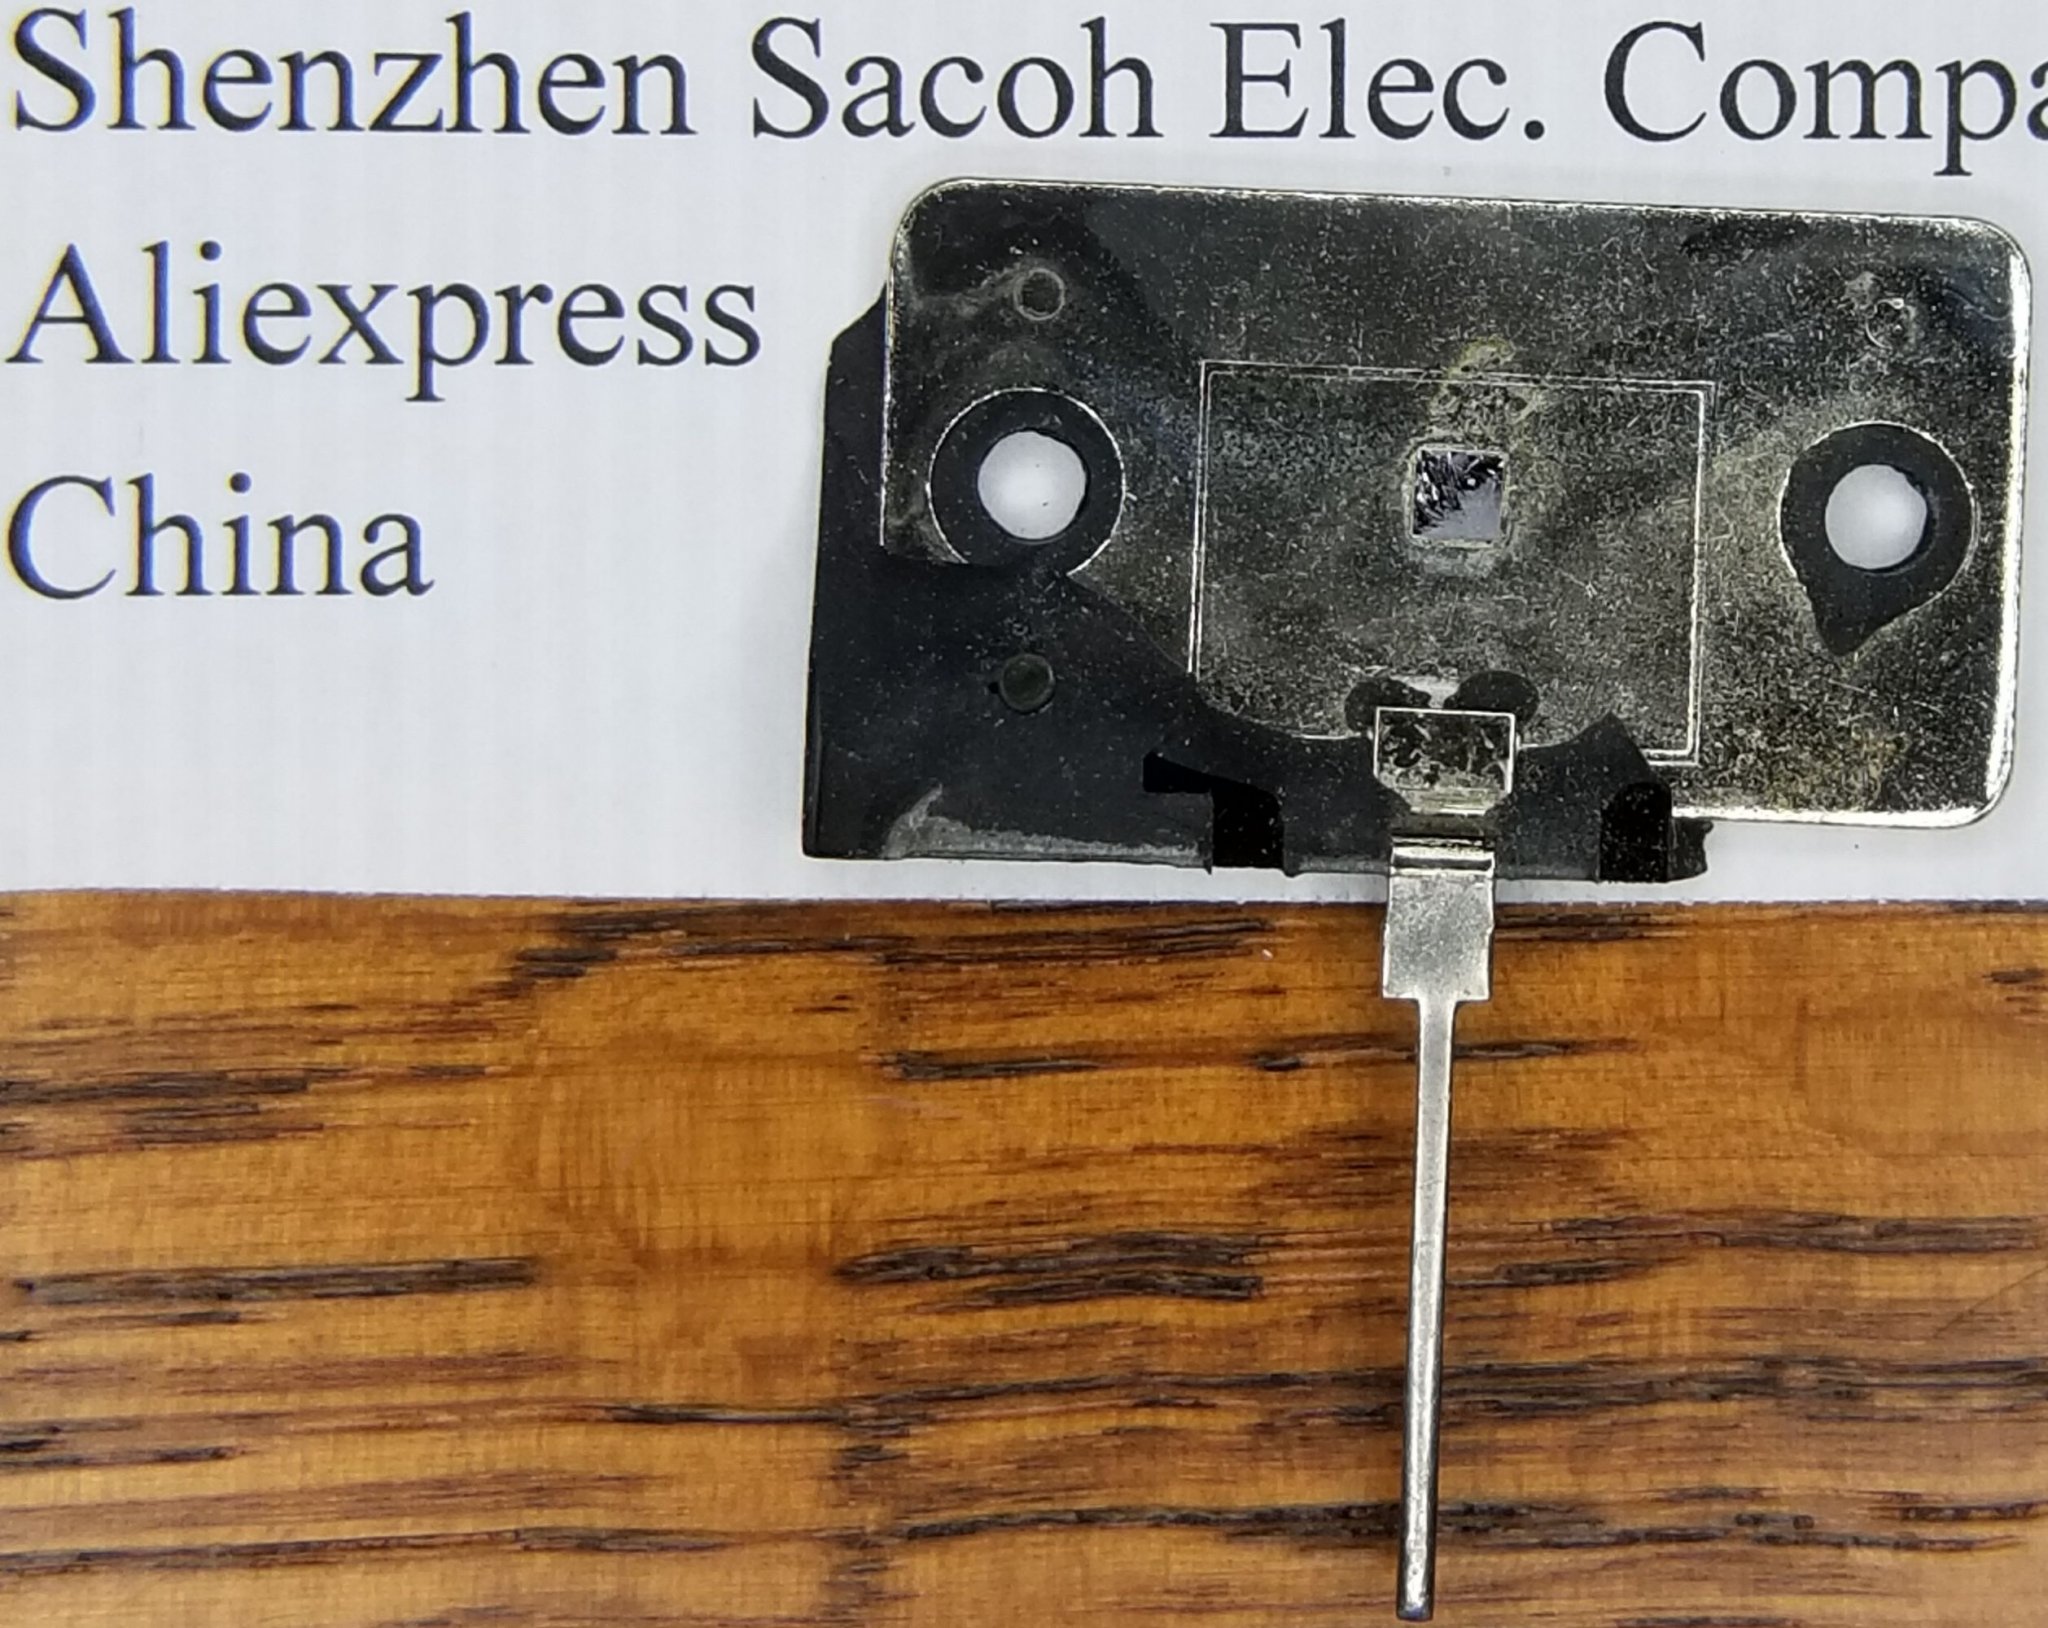 Shenzhen Sacoh Elec. Compa
Aliexpress
China